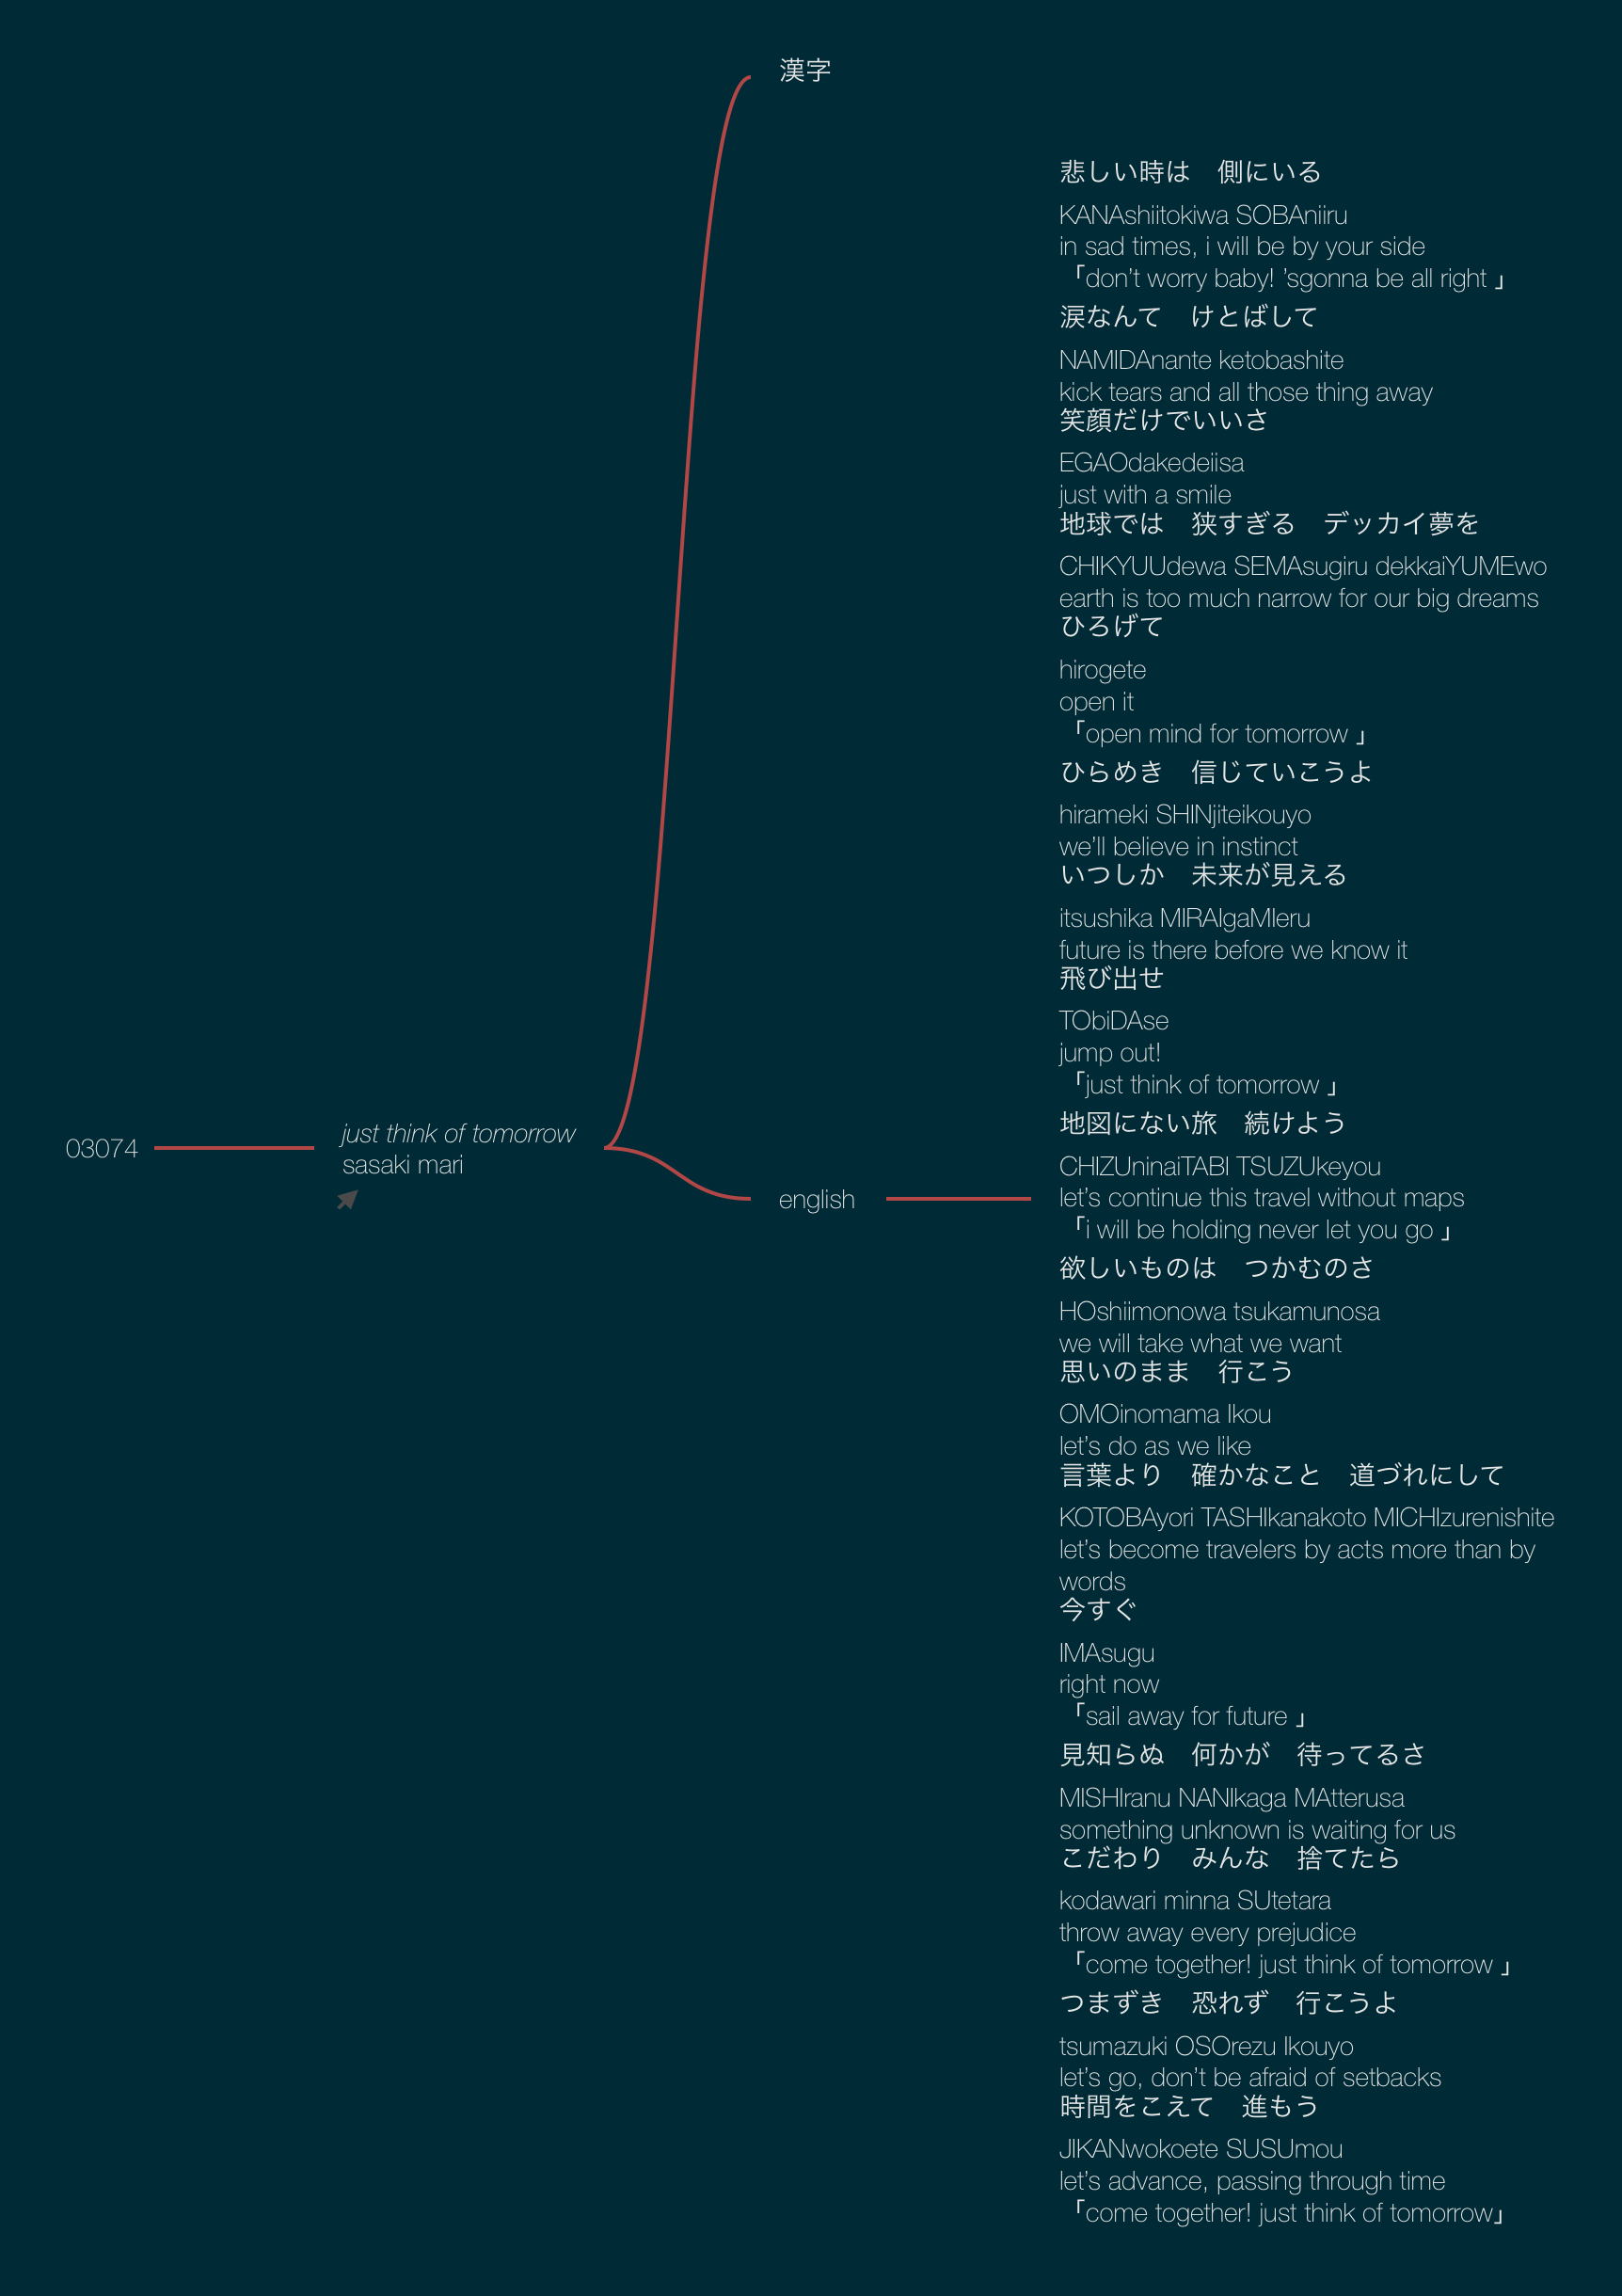 漢字
悲しい時は　側にいる
KANAshiitokiwa SOBAniiru
in sad times, i will be by your side
「don’t worry baby! ’sgonna be all right 」
涙なんて　けとばして
NAMIDAnante ketobashite
kick tears and all those thing away
笑顔だけでいいさ
EGAOdakedeiisa
just with a smile
地球では　狭すぎる　デッカイ夢を
CHIKYUUdewa SEMAsugiru dekkaiYUMEwo
earth is too much narrow for our big dreams
ひろげて
hirogete
open it
「open mind for tomorrow 」
ひらめき　信じていこうよ
hirameki SHINjiteikouyo
we’ll believe in instinct
いつしか　未来が見える
itsushika MIRAIgaMIeru
future is there before we know it
飛び出せ
TObiDAse
jump out!
「just think of tomorrow 」
03074
just think of tomorrow
sasaki mari
english
地図にない旅　続けよう
CHIZUninaiTABI TSUZUkeyou
let’s continue this travel without maps
「i will be holding never let you go 」
欲しいものは　つかむのさ
HOshiimonowa tsukamunosa
we will take what we want
思いのまま　行こう
OMOinomama Ikou
let’s do as we like
言葉より　確かなこと　道づれにして
KOTOBAyori TASHIkanakoto MICHIzurenishite
let’s become travelers by acts more than by
words
今すぐ
IMAsugu
right now
「sail away for future 」
見知らぬ　何かが　待ってるさ
MISHIranu NANIkaga MAtterusa
something unknown is waiting for us
こだわり　みんな　捨てたら
kodawari minna SUtetara
throw away every prejudice
「come together! just think of tomorrow 」
つまずき　恐れず　行こうよ
tsumazuki OSOrezu Ikouyo
let’s go, don’t be afraid of setbacks
時間をこえて　進もう
JIKANwokoete SUSUmou
let’s advance, passing through time
「come together! just think of tomorrow」